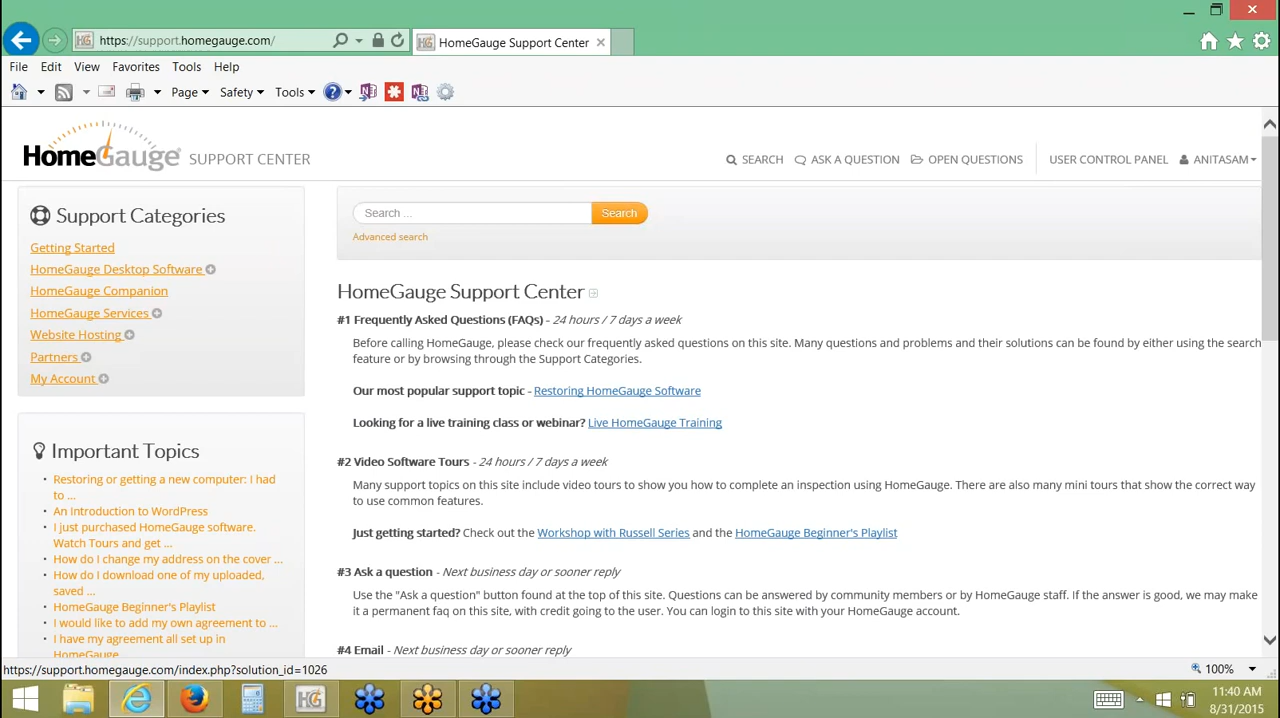 https://support.homegauge.com/
HomeGauge Support Center
File Edit View Favorites Tools Help
Page Safety Tools
HomeGauge SUPPORT CENTER
SEARCH ASK A QUESTION OPEN QUESTIONS USER CONTROL PANEL ANITASAM
Support Categories
Getting Started
HomeGauge Desktop Software
HomeGauge Companion
HomeGauge Services
Website Hosting
Partners
My Account
Important Topics
Restoring or getting a new computer: I had
to ...
An Introduction to WordPress
I just purchased HomeGauge software.
Watch Tours and get ...
How do I change my address on the cover ...
How do I download one of my uploaded,
saved ...
HomeGauge Beginner's Playlist
I would like to add my own agreement to ...
I have my agreement all set up in
HomeGauge...
Search ... Search
Advanced search
HomeGauge Support Center
#1 Frequently Asked Questions (FAQs) - 24 hours / 7 days a week
Before calling HomeGauge, please check our frequently asked questions on this site. Many questions and problems and their solutions can be found by either using the search
feature or by browsing through the Support Categories.
Our most popular support topic - Restoring HomeGauge Software
Looking for a live training class or webinar? Live HomeGauge Training
#2 Video Software Tours - 24 hours / 7 days a week
Many support topics on this site include video tours to show you how to complete an inspection using HomeGauge. There are also many mini tours that show the correct way
to use common features.
Just getting started? Check out the Workshop with Russell Series and the HomeGauge Beginner's Playlist
#3 Ask a question - Next business day or sooner reply
Use the "Ask a question" button found at the top of this site. Questions can be answered by community members or by HomeGauge staff. If the answer is good, we may make
it a permanent faq on this site, with credit going to the user. You can login to this site with your HomeGauge account.
#4 Email - Next business day or sooner reply
https://support.homegauge.com/index.php?solution_id=1026
100%
HG
11:40 AM
8/31/2015